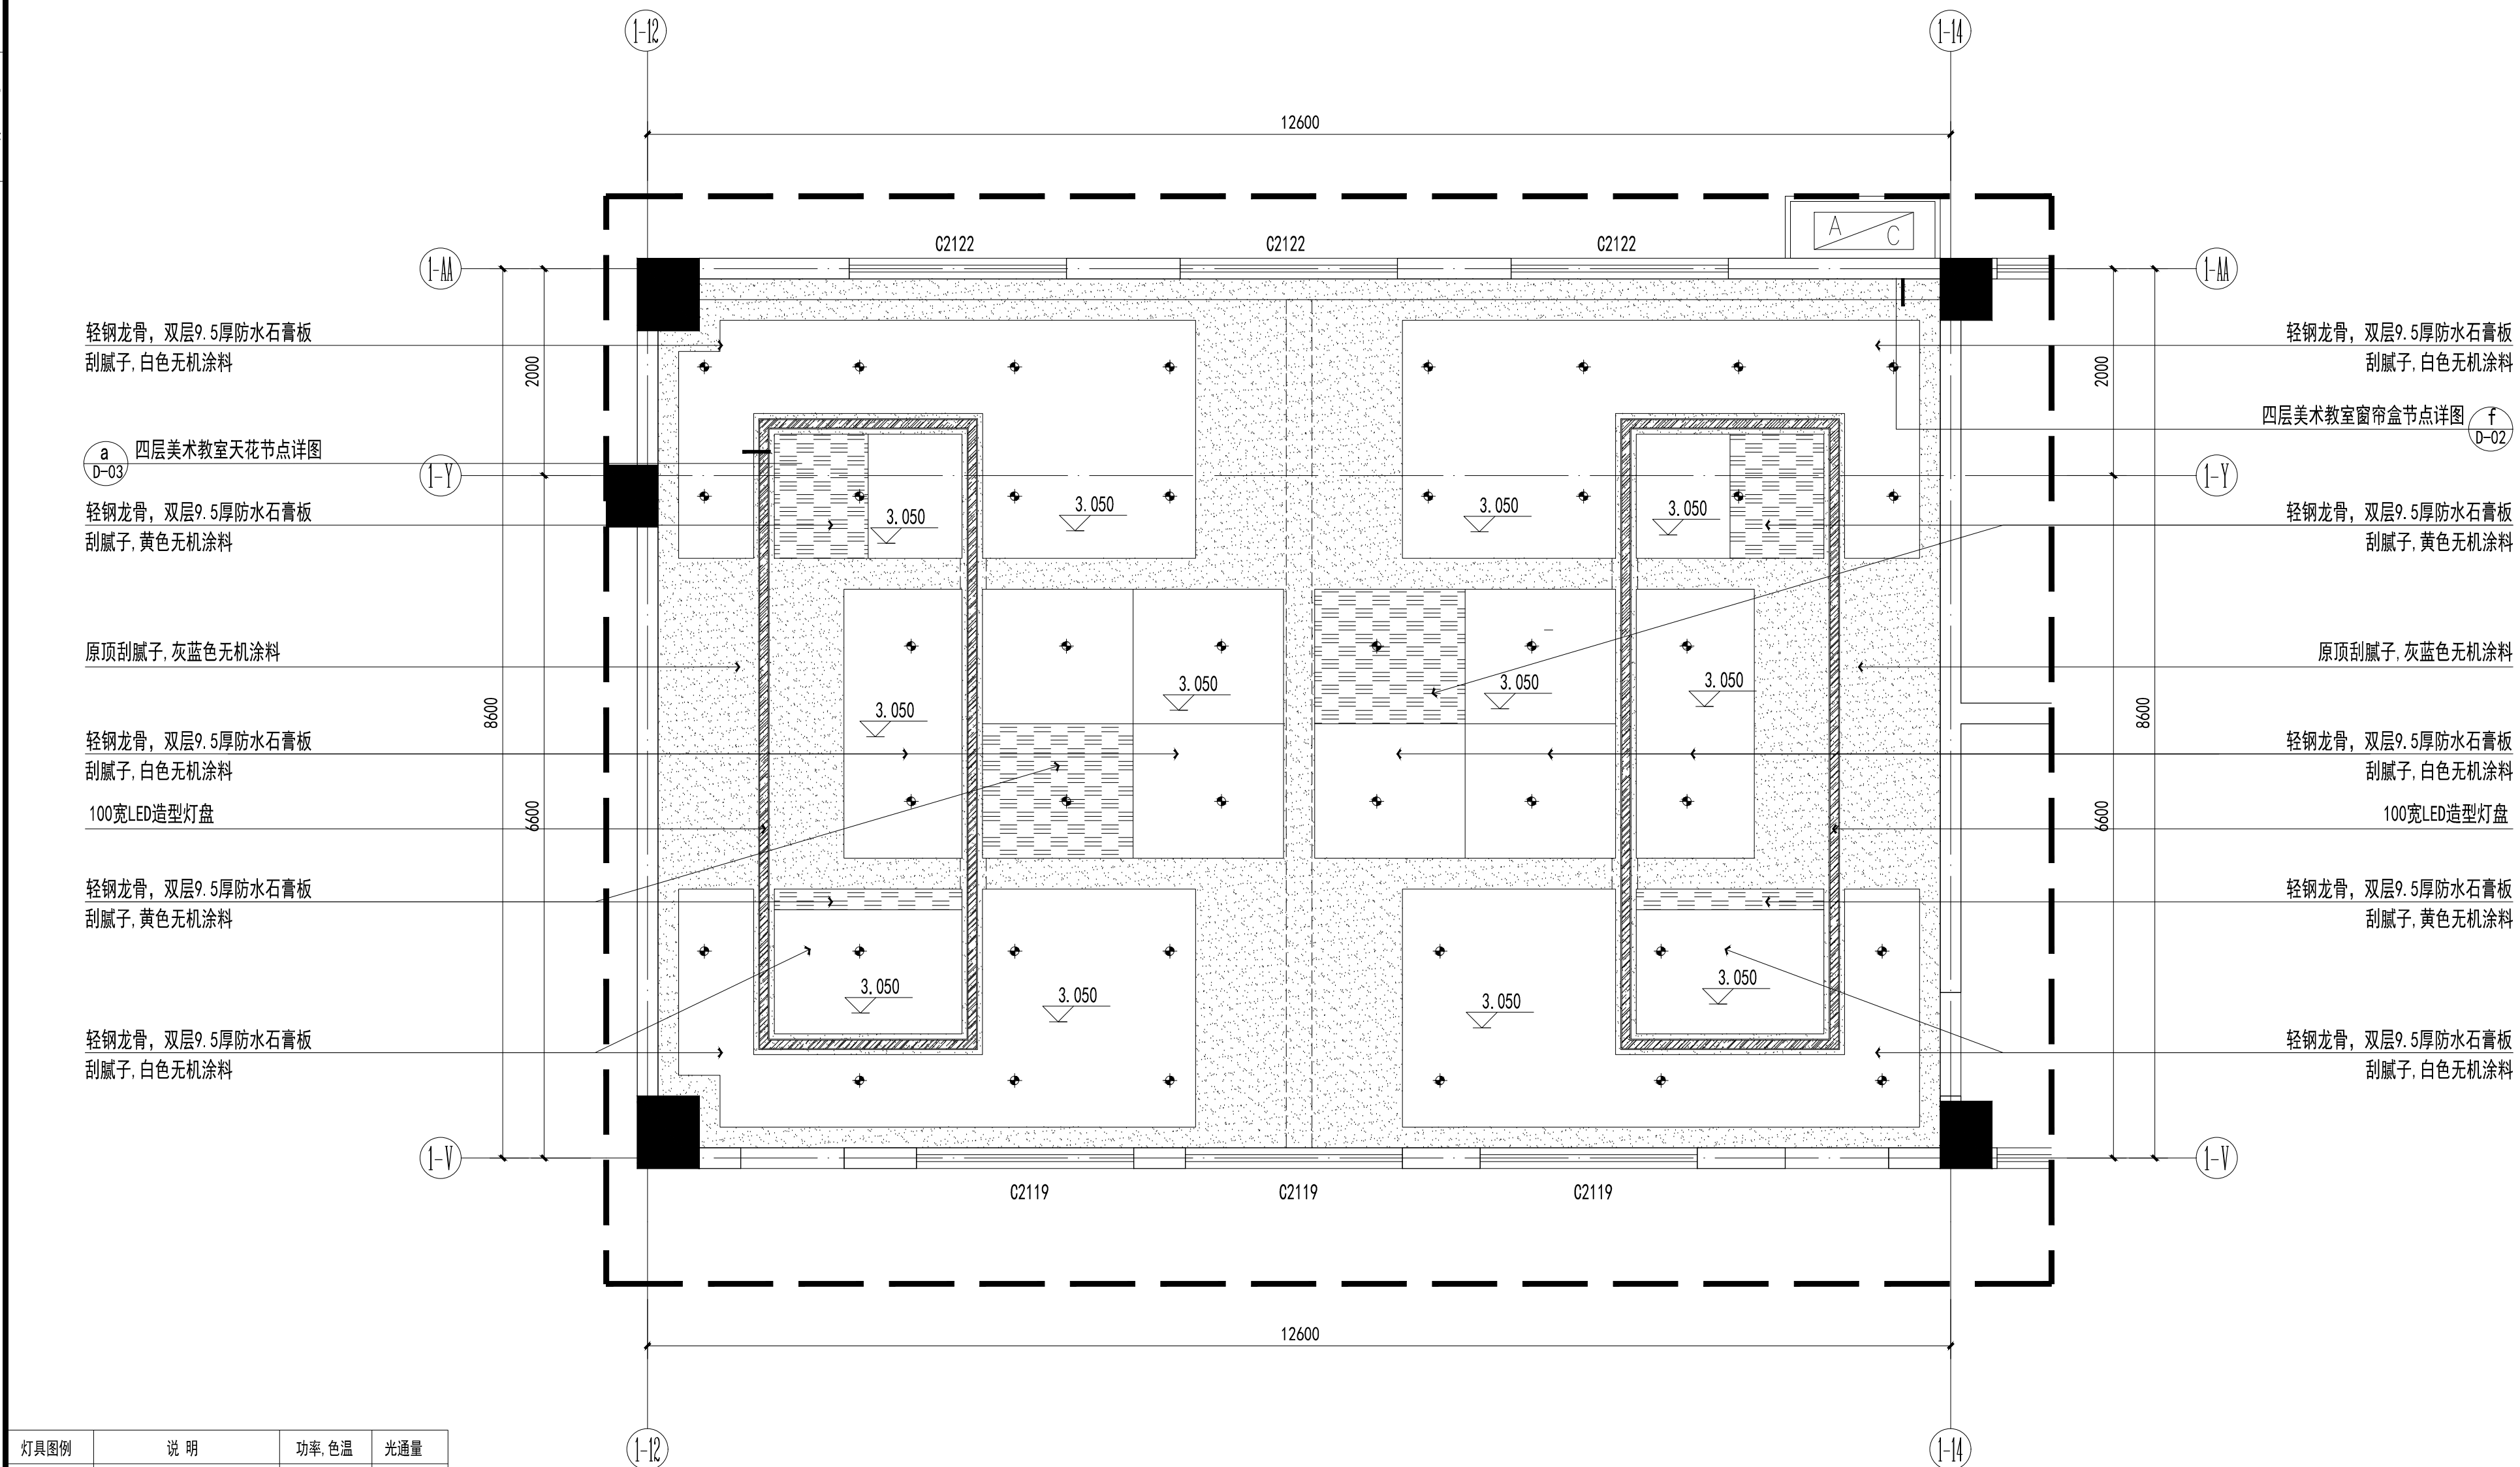 1-12
1-14
12600
C2122
C2122
C2122
A
C
1-AA
1-AA
轻钢龙骨，双层9.5厚防水石膏板
刮腻子,白色无机涂料
轻钢龙骨，双层9.5厚防水石膏板
刮腻子,白色无机涂料
2000
2000
a
D-03
四层美术教室天花节点详图
四层美术教室窗帘盒节点详图
f
D-02
1-Y
1-Y
轻钢龙骨，双层9.5厚防水石膏板
刮腻子,黄色无机涂料
3.050
3.050
3.050
3.050
轻钢龙骨，双层9.5厚防水石膏板
刮腻子,黄色无机涂料
原顶刮腻子,灰蓝色无机涂料
原顶刮腻子,灰蓝色无机涂料
8600
3.050
3.050
3.050
3.050
8600
轻钢龙骨，双层9.5厚防水石膏板
刮腻子,白色无机涂料
轻钢龙骨，双层9.5厚防水石膏板
刮腻子,白色无机涂料
100宽LED造型灯盘
6600
6600
100宽LED造型灯盘
轻钢龙骨，双层9.5厚防水石膏板
刮腻子,黄色无机涂料
轻钢龙骨，双层9.5厚防水石膏板
刮腻子,黄色无机涂料
3.050
3.050
3.050
3.050
轻钢龙骨，双层9.5厚防水石膏板
刮腻子,白色无机涂料
轻钢龙骨，双层9.5厚防水石膏板
刮腻子,白色无机涂料
1-V
1-V
C2119
C2119
C2119
12600
灯具图例
说 明
功率,色温
光通量
1-12
1-14